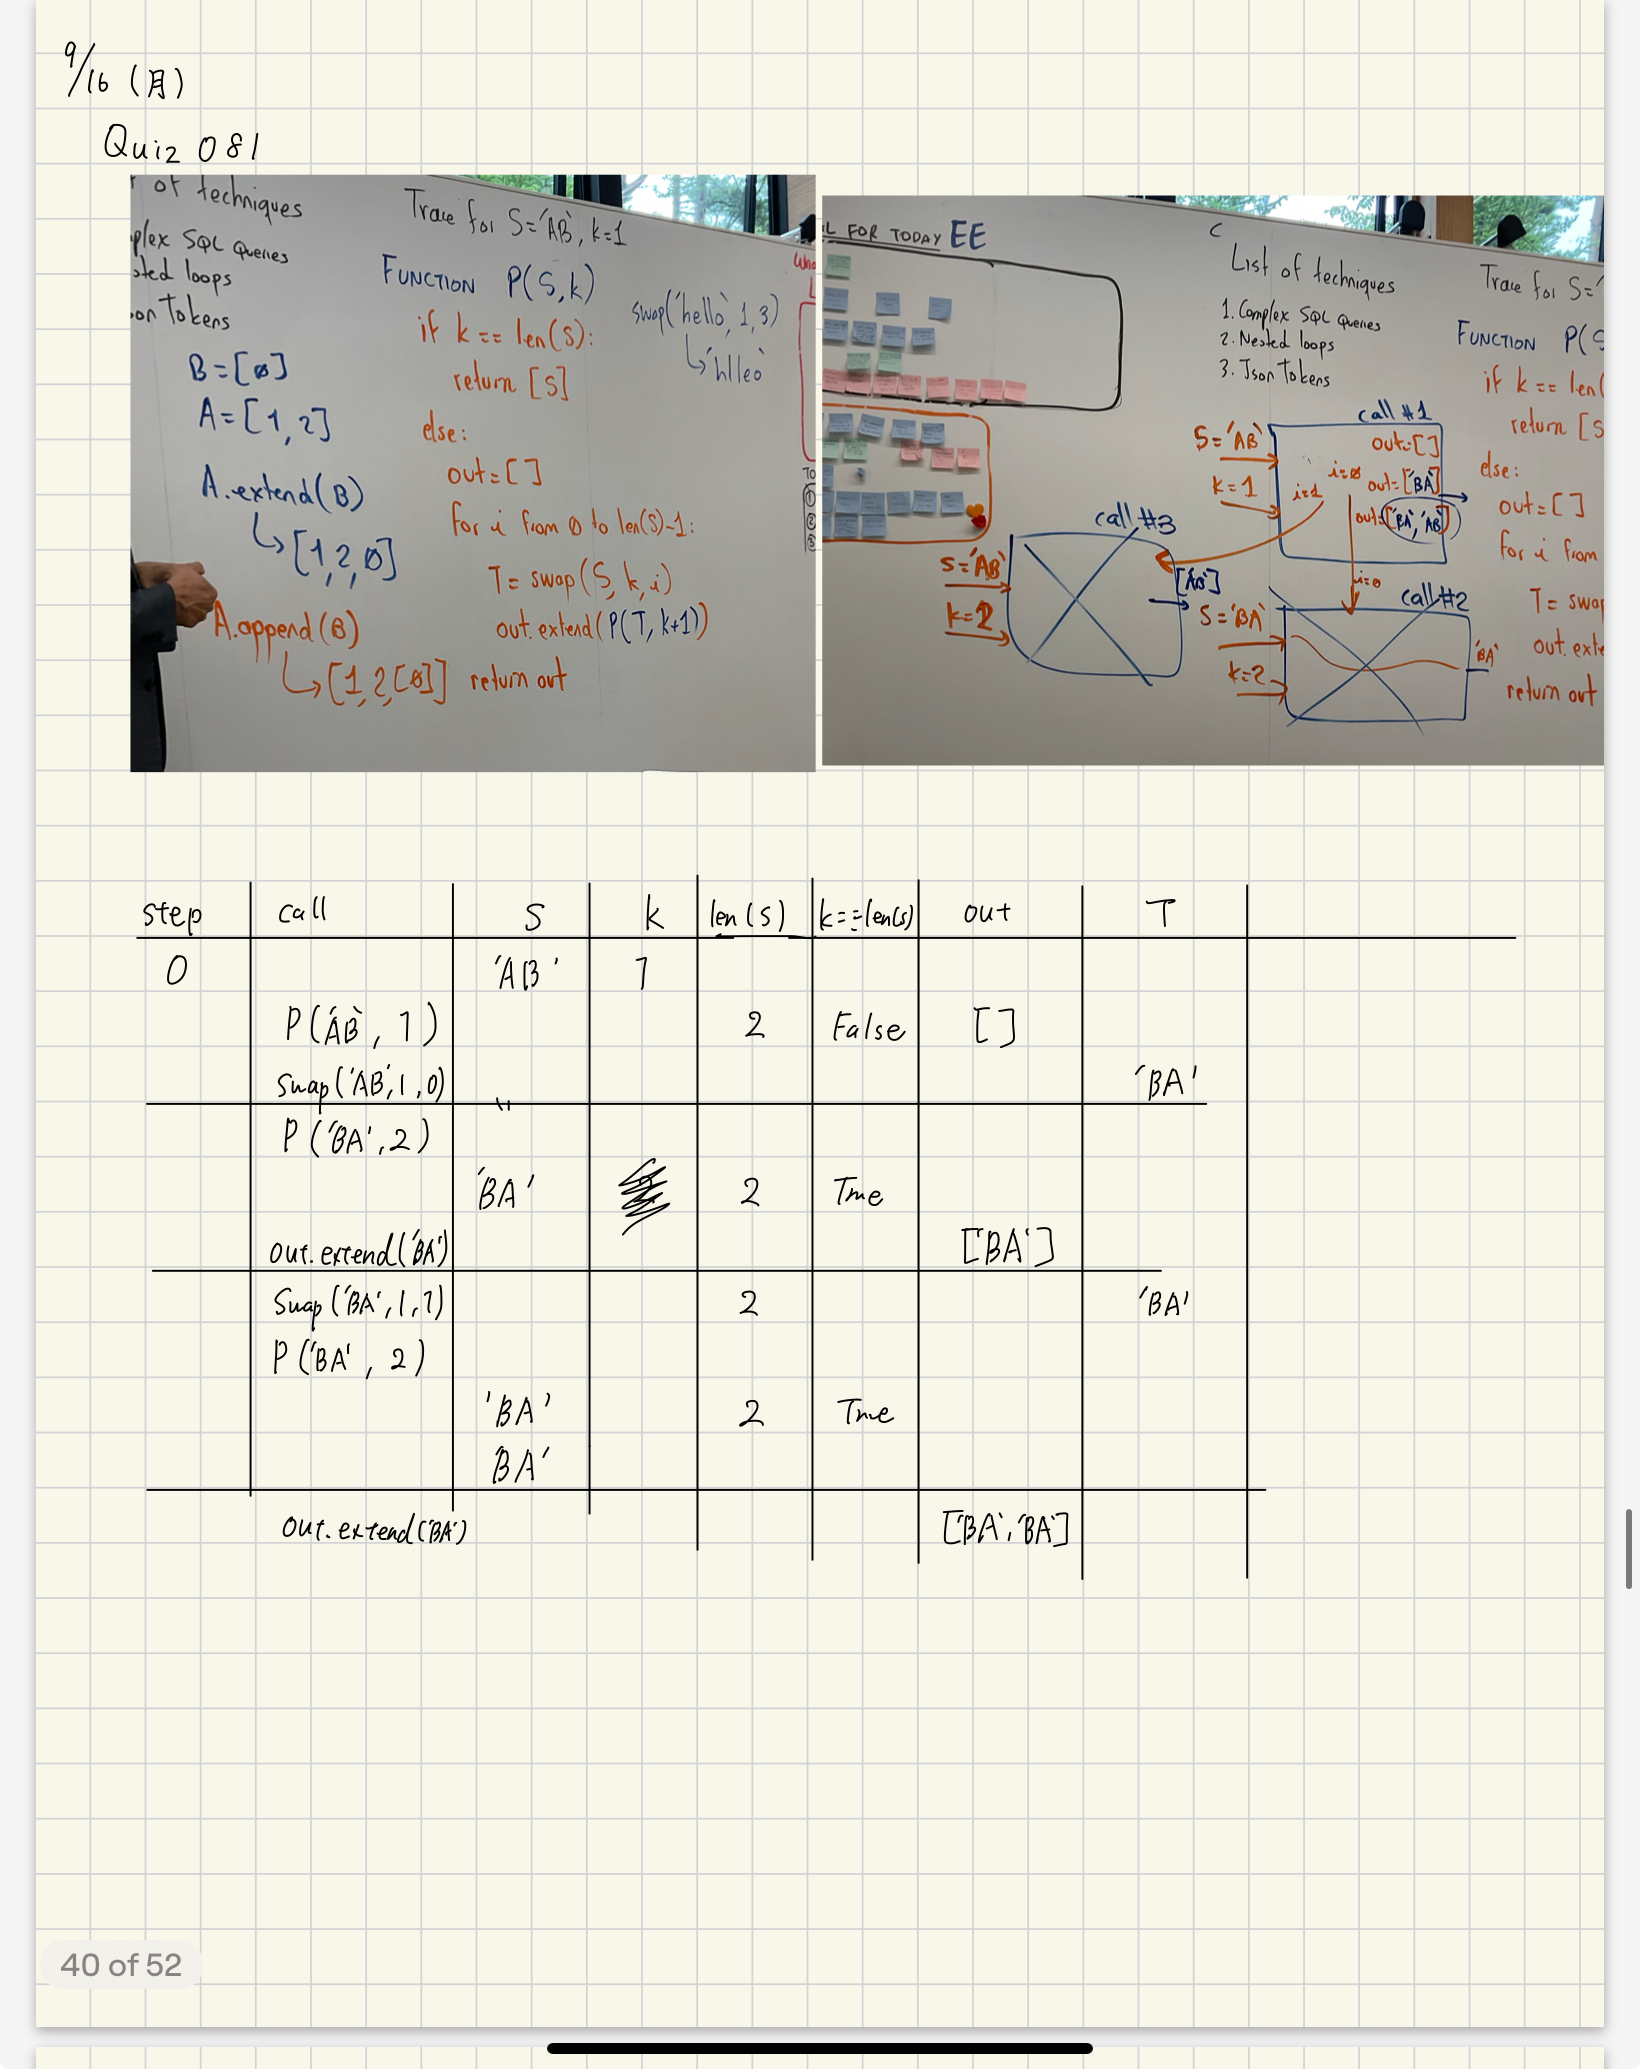 9/16 (月)
Quiz 081
of techniques
plex SQL Queries
sted loops
on Tokens
B=[0]
A=[1,2]
A.extend(B)
↳[1,2,0]
A.append(B)
↳[1,2,[0]]
Trace for S='AB', k=1
FUNCTION P(S,k)
if k == len(S):
return [S]
else:
out=[]
for i from 0 to len(S)-1:
T= swap(S,k,i)
out.extend(P(T,k+1))
return out
swap('hello',1,3)
↳'hlleo'
L FOR TODAY EE
List of techniques
1. Complex SQL Queries
2. Nested loops
3. Json Tokens
Trace for S='
FUNCTION P(S
if k == len(
return [S
else:
out=[]
for i from
T= swap
out.exte
return out
call #1
S='AB'
k=1
out=[]
i=0
i=1
out=['BA']
out=['BA','AB']
i=0
call #3
S='AB'
k=2
['AB']
call #2
S='BA'
k=2
'BA'
step call S k len(S) k==len(s) out T
0 'AB' 1
P('AB', 1) 2 False []
Swap('AB',1,0) 'BA'
P('BA',2)
'BA' 2 True
out.extend('BA') ['BA']
Swap('BA',1,1) 2 'BA'
P('BA', 2)
'BA' 2 True
BA'
out.extend('BA') ['BA','BA']
40 of 52